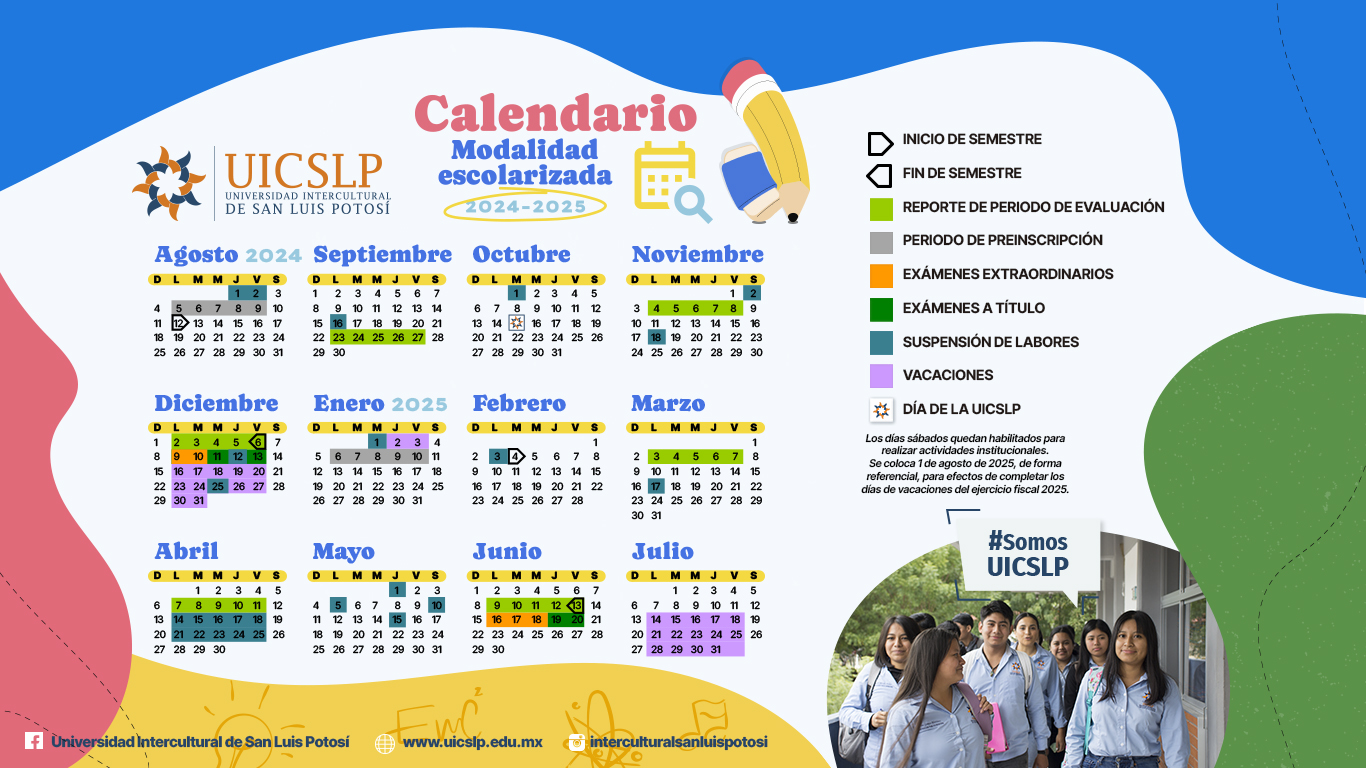 Calendario
Modalidad
escolarizada
2024-2025
UICSLP
UNIVERSIDAD INTERCULTURAL
DE SAN LUIS POTOSÍ
Agosto 2024
D L M M J V S
1 2 3
4 5 6 7 8 9 10
11 12 13 14 15 16 17
18 19 20 21 22 23 24
25 26 27 28 29 30 31
Septiembre
D L M M J V S
1 2 3 4 5 6 7
8 9 10 11 12 13 14
15 16 17 18 19 20 21
22 23 24 25 26 27 28
29 30
Octubre
D L M M J V S
1 2 3 4 5
6 7 8 9 10 11 12
13 14 16 17 18 19
20 21 22 23 24 25 26
27 28 29 30 31
Noviembre
D L M M J V S
1 2
3 4 5 6 7 8 9
10 11 12 13 14 15 16
17 18 19 20 21 22 23
24 25 26 27 28 29 30
Diciembre
D L M M J V S
1 2 3 4 5 6 7
8 9 10 11 12 13 14
15 16 17 18 19 20 21
22 23 24 25 26 27 28
29 30 31
Enero 2025
D L M M J V S
1 2 3 4
5 6 7 8 9 10 11
12 13 14 15 16 17 18
19 20 21 22 23 24 25
26 27 28 29 30 31
Febrero
D L M M J V S
1
2 3 4 5 6 7 8
9 10 11 12 13 14 15
16 17 18 19 20 21 22
23 24 25 26 27 28
Marzo
D L M M J V S
1
2 3 4 5 6 7 8
9 10 11 12 13 14 15
16 17 18 19 20 21 22
23 24 25 26 27 28 29
30 31
Abril
D L M M J V S
1 2 3 4 5
6 7 8 9 10 11 12
13 14 15 16 17 18 19
20 21 22 23 24 25 26
27 28 29 30
Mayo
D L M M J V S
1 2 3
4 5 6 7 8 9 10
11 12 13 14 15 16 17
18 19 20 21 22 23 24
25 26 27 28 29 30 31
Junio
D L M M J V S
1 2 3 4 5 6 7
8 9 10 11 12 13 14
15 16 17 18 19 20 21
22 23 24 25 26 27 28
29 30
Julio
D L M M J V S
1 2 3 4 5
6 7 8 9 10 11 12
13 14 15 16 17 18 19
20 21 22 23 24 25 26
27 28 29 30 31
INICIO DE SEMESTRE
FIN DE SEMESTRE
REPORTE DE PERIODO DE EVALUACIÓN
PERIODO DE PREINSCRIPCIÓN
EXÁMENES EXTRAORDINARIOS
EXÁMENES A TÍTULO
SUSPENSIÓN DE LABORES
VACACIONES
DÍA DE LA UICSLP
Los días sábados quedan habilitados para
realizar actividades institucionales.
Se coloca 1 de agosto de 2025, de forma
referencial, para efectos de completar los
días de vacaciones del ejercicio fiscal 2025.
#Somos
UICSLP
Universidad Intercultural de San Luis Potosí
www.uicslp.edu.mx
interculturalsanluispotosi